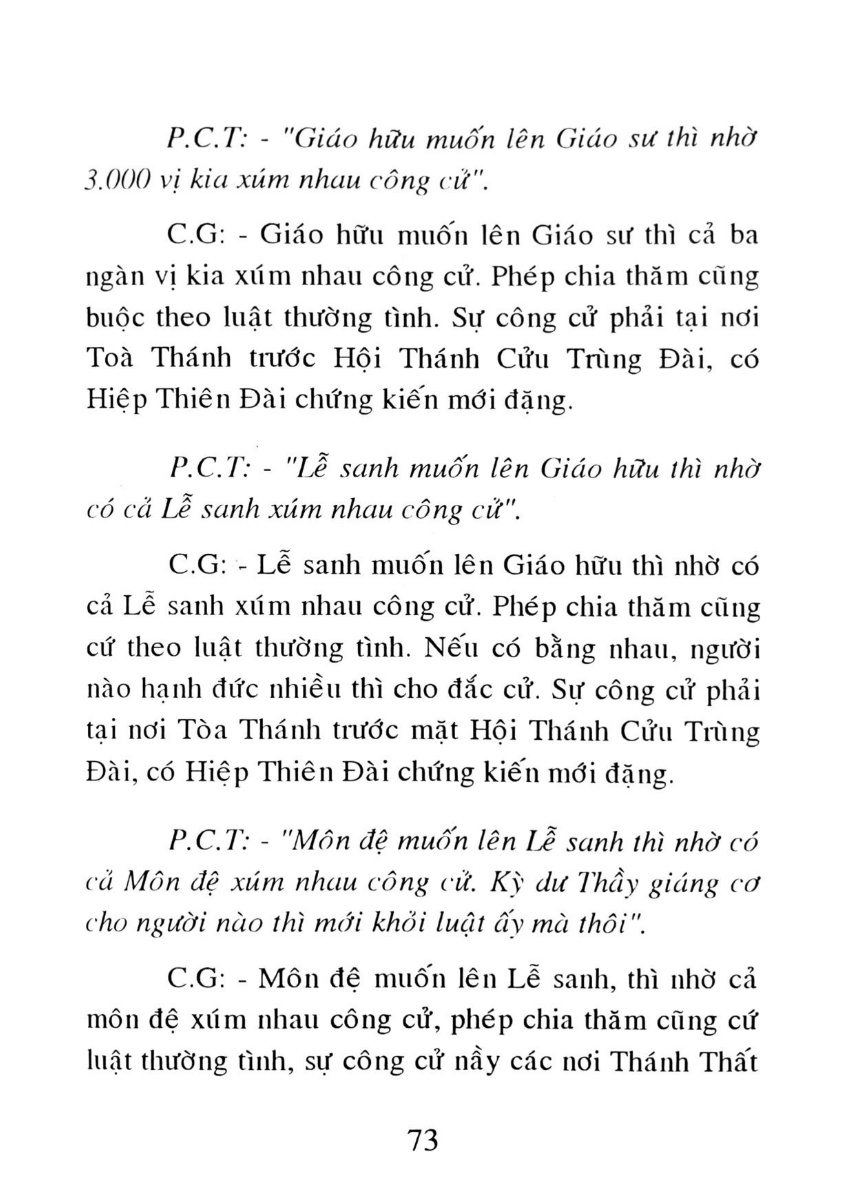 P.C.T: - "Giáo hữu muốn lên Giáo sư thì nhờ
3.000 vị kia xúm nhau công cử".
C.G: - Giáo hữu muốn lên Giáo sư thì cả ba
ngàn vị kia xúm nhau công cử. Phép chia thăm cũng
buộc theo luật thường tình. Sự công cử phải tại nơi
Toà Thánh trước Hội Thánh Cửu Trùng Đài, có
Hiệp Thiên Đài chứng kiến mới đặng.
P.C.T: - "Lễ sanh muốn lên Giáo hữu thì nhờ
có cả Lễ sanh xúm nhau công cử".
C.G: - Lễ sanh muốn lên Giáo hữu thì nhờ có
cả Lễ sanh xúm nhau công cử. Phép chia thăm cũng
cứ theo luật thường tình. Nếu có bằng nhau, người
nào hạnh đức nhiều thì cho đắc cử. Sự công cử phải
tại nơi Tòa Thánh trước mặt Hội Thánh Cửu Trùng
Đài, có Hiệp Thiên Đài chứng kiến mới đặng.
P.C.T: - "Môn đệ muốn lên Lễ sanh thì nhờ có
cả Môn đệ xúm nhau công cử. Kỳ dư Thầy giáng cơ
cho người nào thì mới khỏi luật ấy mà thôi".
C.G: - Môn đệ muốn lên Lễ sanh, thì nhờ cả
môn đệ xúm nhau công cử, phép chia thăm cũng cứ
luật thường tình, sự công cử nầy các nơi Thánh Thất
73